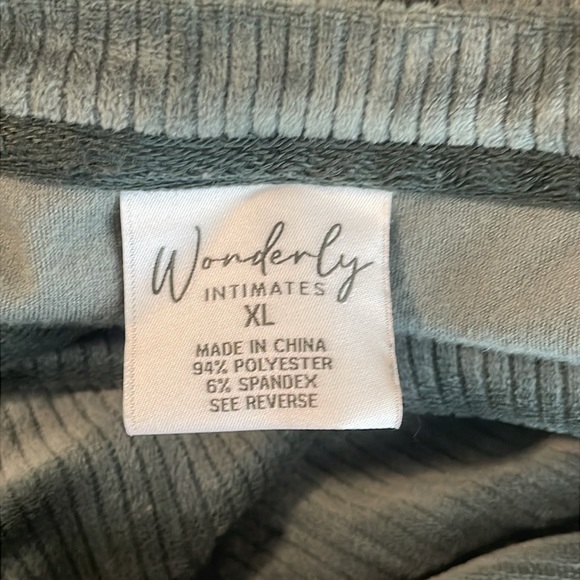 Wonderly
INTIMATES
XL
MADE IN CHINA
94% POLYESTER
6% SPANDEX
SEE REVERSE